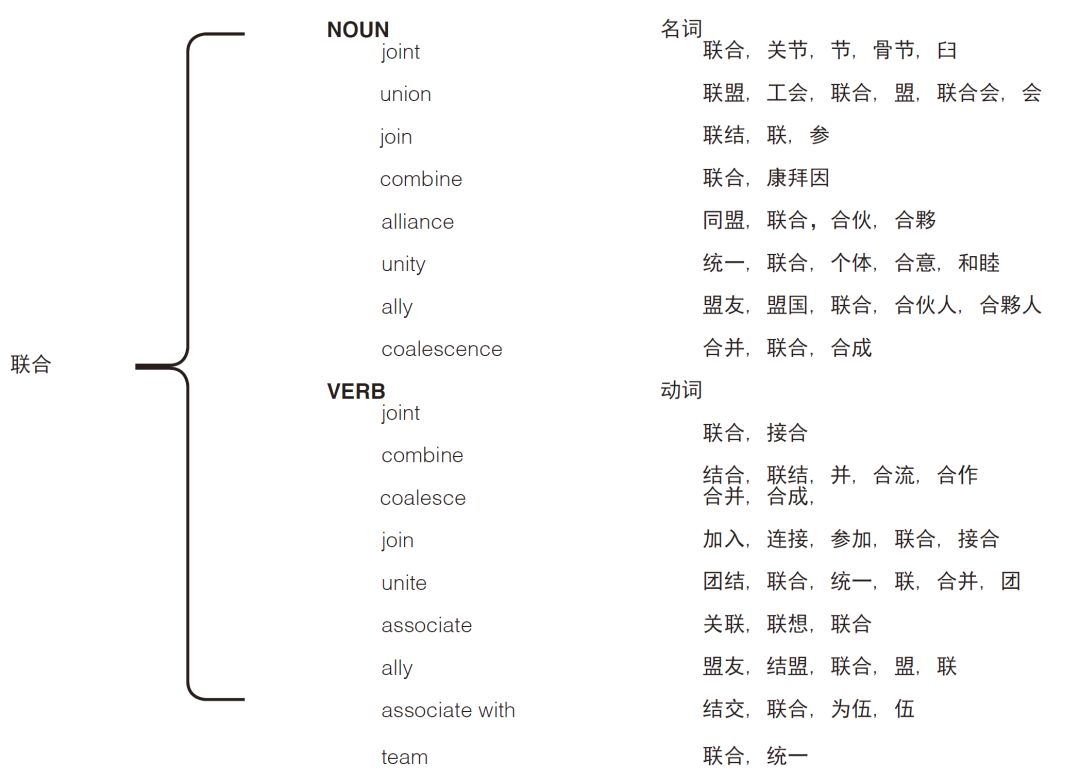 联合
NOUN 名词
joint 联合, 关节, 节, 骨节, 臼
union 联盟, 工会, 联合, 盟, 联合会, 会
join 联结, 联, 参
combine 联合, 康拜因
alliance 同盟, 联合, 合伙, 合夥
unity 统一, 联合, 个体, 合意, 和睦
ally 盟友, 盟国, 联合, 合伙人, 合夥人
coalescence 合并, 联合, 合成
VERB 动词
joint
联合, 接合
combine
结合, 联结, 并, 合流, 合作
coalesce 合并, 合成,
join 加入, 连接, 参加, 联合, 接合
unite 团结, 联合, 统一, 联, 合并, 团
associate 关联, 联想, 联合
ally 盟友, 结盟, 联合, 盟, 联
associate with 结交, 联合, 为伍, 伍
team 联合, 统一